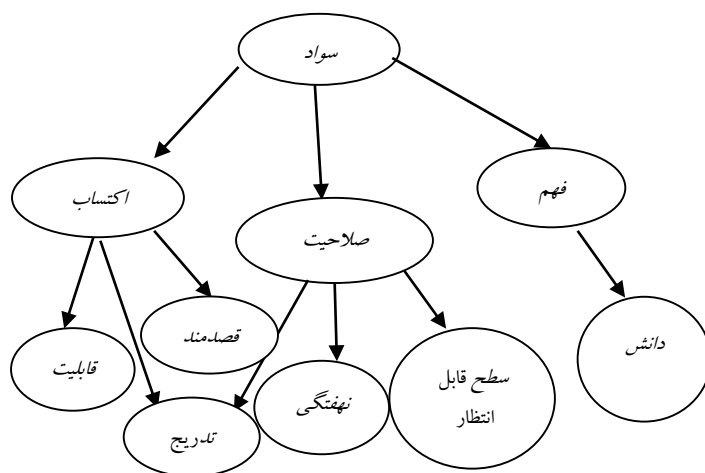 سواد
فهم
صلاحیت
اکتساب
دانش
سطح قابل
انتظار
نهفتگی
قصدمند
تدریج
قابلیت